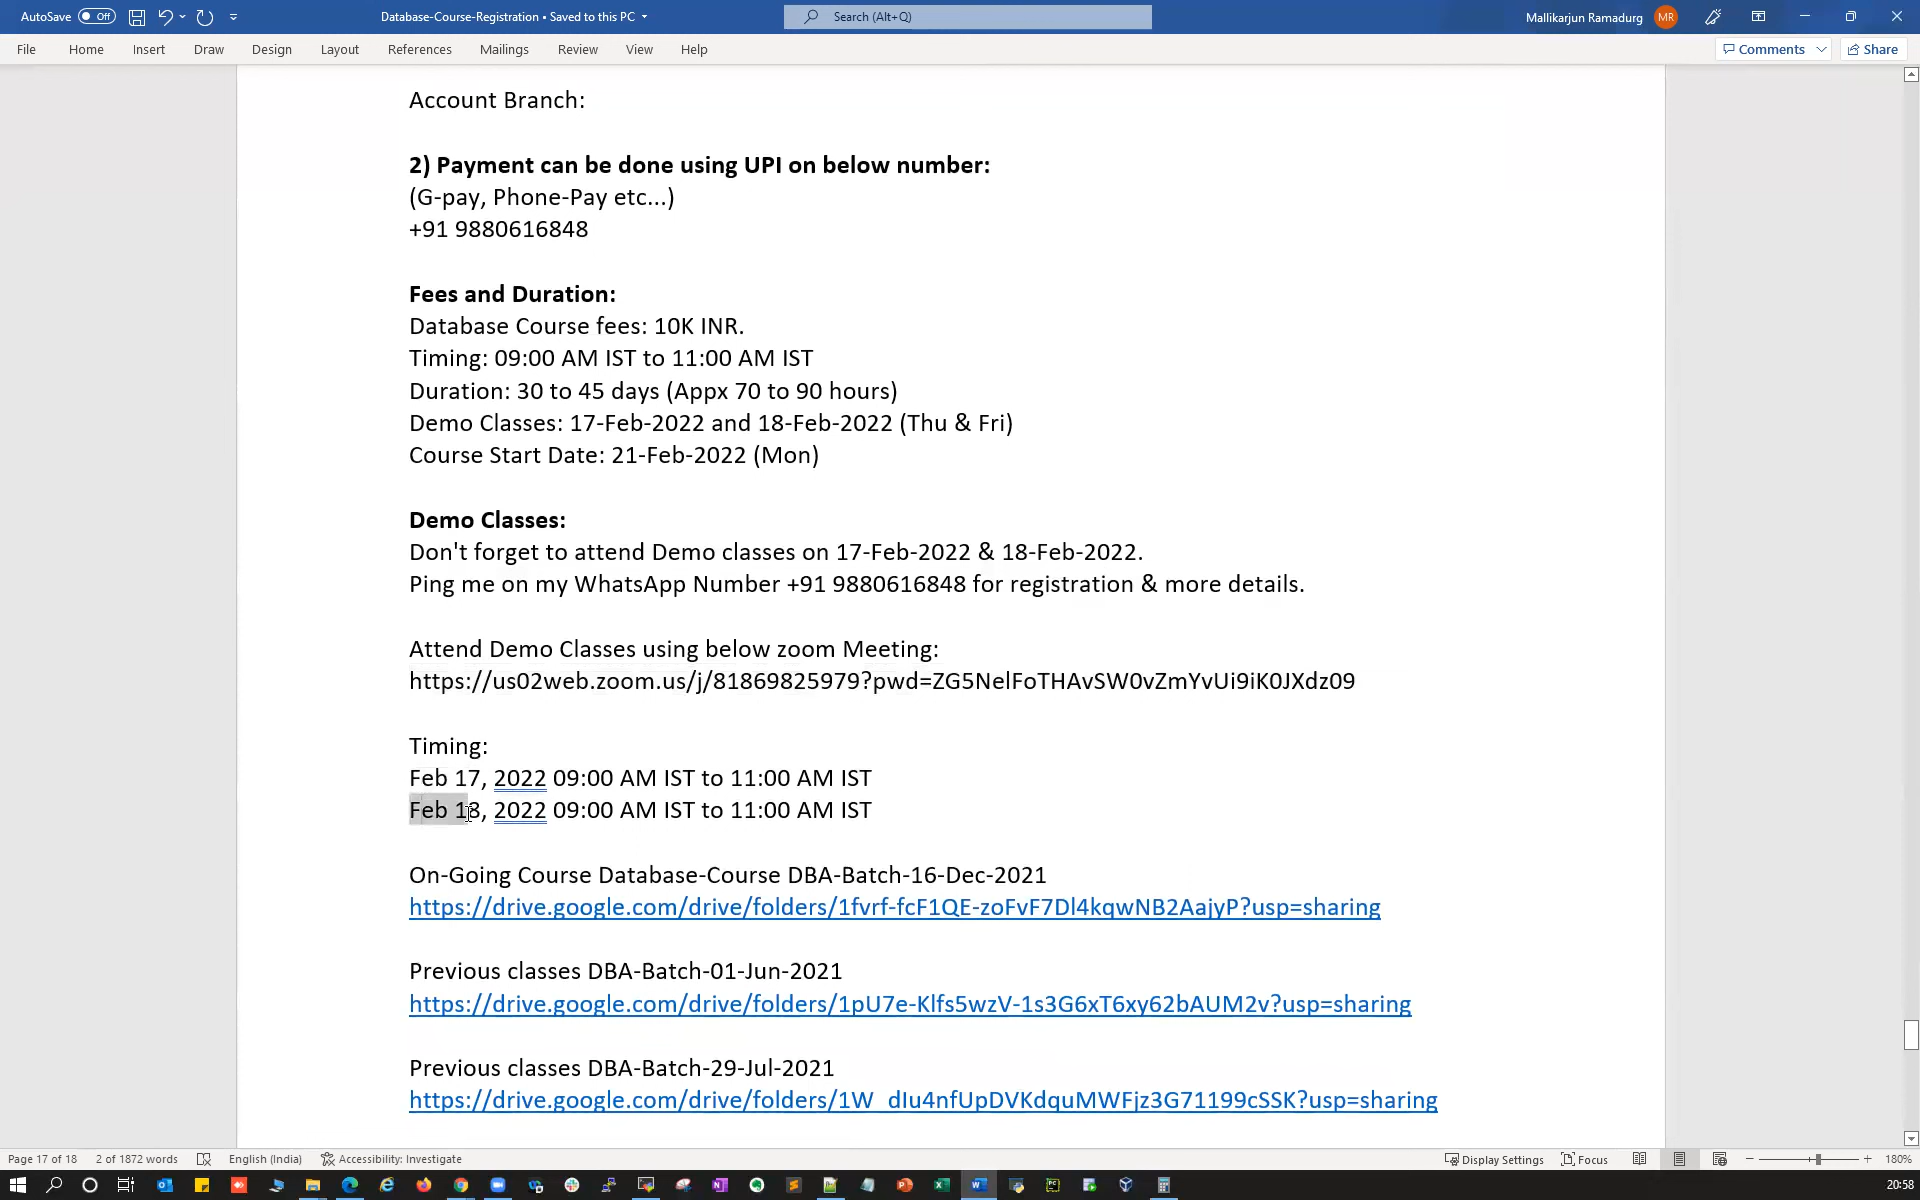 AutoSave Off Database-Course-Registration • Saved to this PC Search (Alt+Q) Mallikarjun Ramadurg MR
File Home Insert Draw Design Layout References Mailings Review View Help Comments Share
Account Branch:
2) Payment can be done using UPI on below number:
(G-pay, Phone-Pay etc...)
+91 9880616848
Fees and Duration:
Database Course fees: 10K INR.
Timing: 09:00 AM IST to 11:00 AM IST
Duration: 30 to 45 days (Appx 70 to 90 hours)
Demo Classes: 17-Feb-2022 and 18-Feb-2022 (Thu & Fri)
Course Start Date: 21-Feb-2022 (Mon)
Demo Classes:
Don't forget to attend Demo classes on 17-Feb-2022 & 18-Feb-2022.
Ping me on my WhatsApp Number +91 9880616848 for registration & more details.
Attend Demo Classes using below zoom Meeting:
https://us02web.zoom.us/j/81869825979?pwd=ZG5NelFoTHAvSW0vZmYvUi9iK0JXdz09
Timing:
Feb 17, 2022 09:00 AM IST to 11:00 AM IST
Feb 18, 2022 09:00 AM IST to 11:00 AM IST
On-Going Course Database-Course DBA-Batch-16-Dec-2021
https://drive.google.com/drive/folders/1fvrf-fcF1QE-zoFvF7Dl4kqwNB2AajyP?usp=sharing
Previous classes DBA-Batch-01-Jun-2021
https://drive.google.com/drive/folders/1pU7e-Klfs5wzV-1s3G6xT6xy62bAUM2v?usp=sharing
Previous classes DBA-Batch-29-Jul-2021
https://drive.google.com/drive/folders/1W_dIu4nfUpDVKdquMWFjz3G71199cSSK?usp=sharing
Page 17 of 18 2 of 1872 words English (India) Accessibility: Investigate Display Settings Focus 180%
20:58